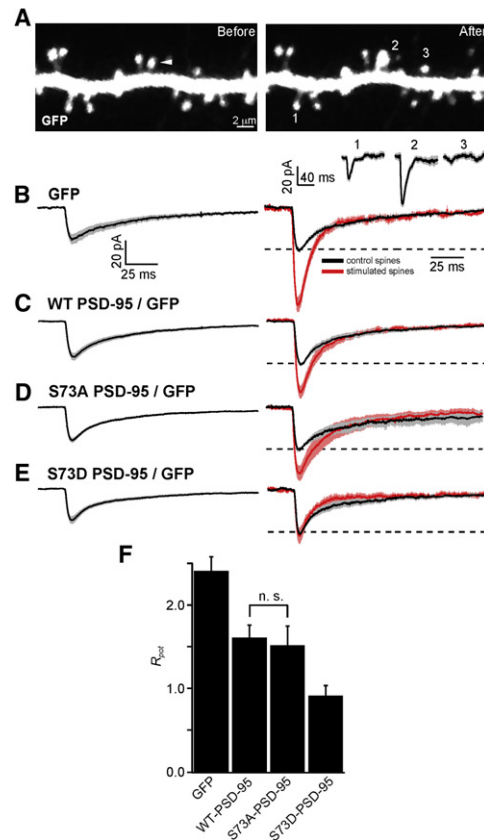 A
Before
After
GFP
2 μm
1
2
3
20 pA
40 ms
1
2
3
B
GFP
20 pA
25 ms
control spines
stimulated spines
25 ms
C
WT PSD-95 / GFP
D
S73A PSD-95 / GFP
E
S73D PSD-95 / GFP
F
n. s.
2.0
1.0
0.0
Rpot
GFP
WT-PSD-95
S73A-PSD-95
S73D-PSD-95